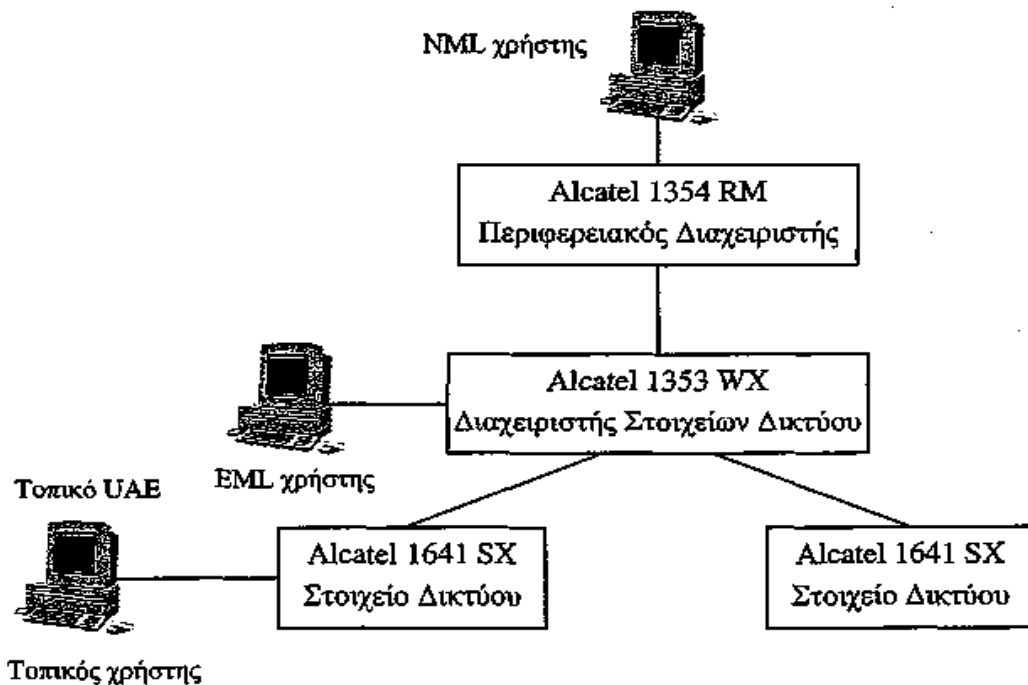 NML χρήστης
Alcatel 1354 RM
Περιφερειακός Διαχειριστής
Alcatel 1353 WX
Διαχειριστής Στοιχείων Δικτύου
EML χρήστης
Τοπικό UAE
Alcatel 1641 SX
Στοιχείο Δικτύου
Alcatel 1641 SX
Στοιχείο Δικτύου
Τοπικός χρήστης